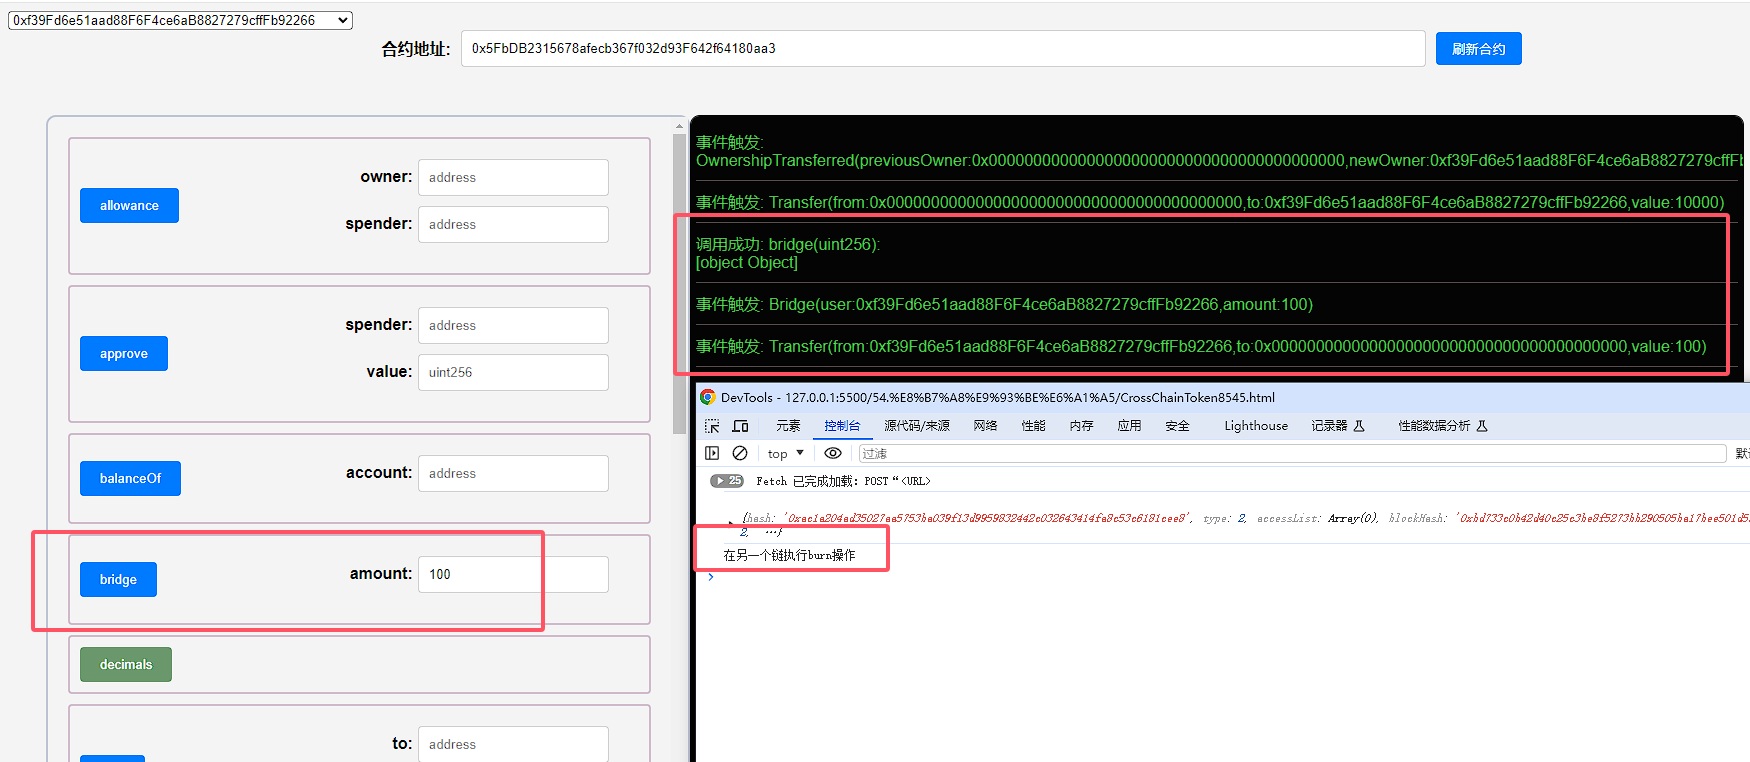 0xf39Fd6e51aad88F6F4ce6aB8827279cffFb92266
合约地址: 0x5FbDB2315678afecb367f032d93F642f64180aa3 刷新合约
allowance
owner: address
spender: address
approve
spender: address
value: uint256
balanceOf
account: address
bridge
amount: 100
decimals
to: address
事件触发:
OwnershipTransferred(previousOwner:0x0000000000000000000000000000000000000000,newOwner:0xf39Fd6e51aad88F6F4ce6aB8827279cffFb
事件触发: Transfer(from:0x0000000000000000000000000000000000000000,to:0xf39Fd6e51aad88F6F4ce6aB8827279cffFb92266,value:10000)
调用成功: bridge(uint256):
[object Object]
事件触发: Bridge(user:0xf39Fd6e51aad88F6F4ce6aB8827279cffFb92266,amount:100)
事件触发: Transfer(from:0xf39Fd6e51aad88F6F4ce6aB8827279cffFb92266,to:0x0000000000000000000000000000000000000000,value:100)
DevTools - 127.0.0.1:5500/54.%E8%B7%A8%E9%93%BE%E6%A1%A5/CrossChainToken8545.html
元素 控制台 源代码/来源 网络 性能 内存 应用 安全 Lighthouse 记录器 性能数据分析
top 过滤 默
25 Fetch 已完成加载: POST “<URL>
{hash: type: 2, accessList: Array(0), blockHash:
2, …}
在另一个链执行burn操作